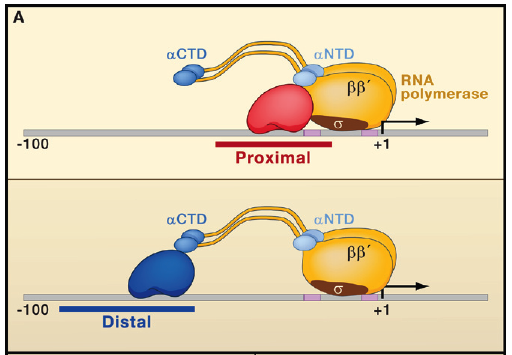 A
αCTD
αNTD
ββ´
RNA
polymerase
σ
-100
+1
Proximal
αCTD
αNTD
ββ´
σ
-100
+1
Distal